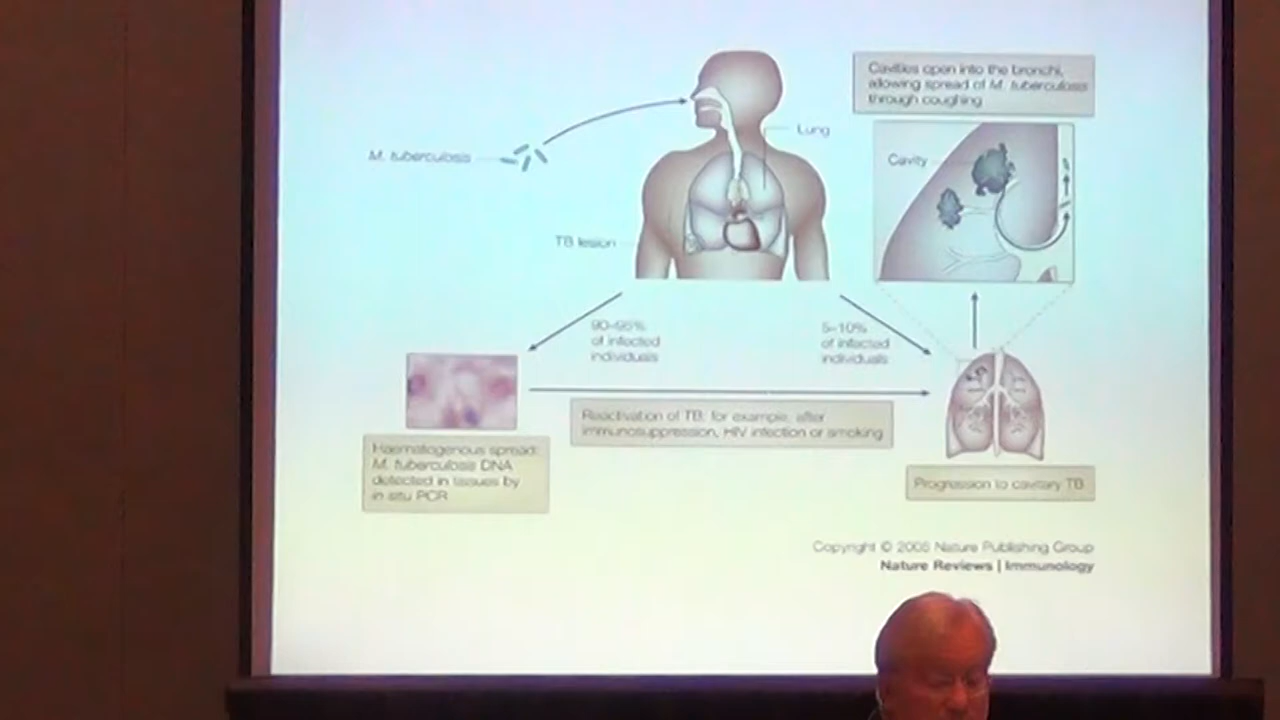 Cavities open into the bronchi,
allowing spread of M. tuberculosis
through coughing
M. tuberculosis
Lung
Cavity
TB lesion
90–95%
of infected
individuals
5–10%
of infected
individuals
Reactivation of TB: for example, after
immunosuppression, HIV infection or smoking
Haematogenous spread:
M. tuberculosis DNA
detected in tissues by
in situ PCR
Progression to cavitary TB
Copyright © 2005 Nature Publishing Group
Nature Reviews | Immunology